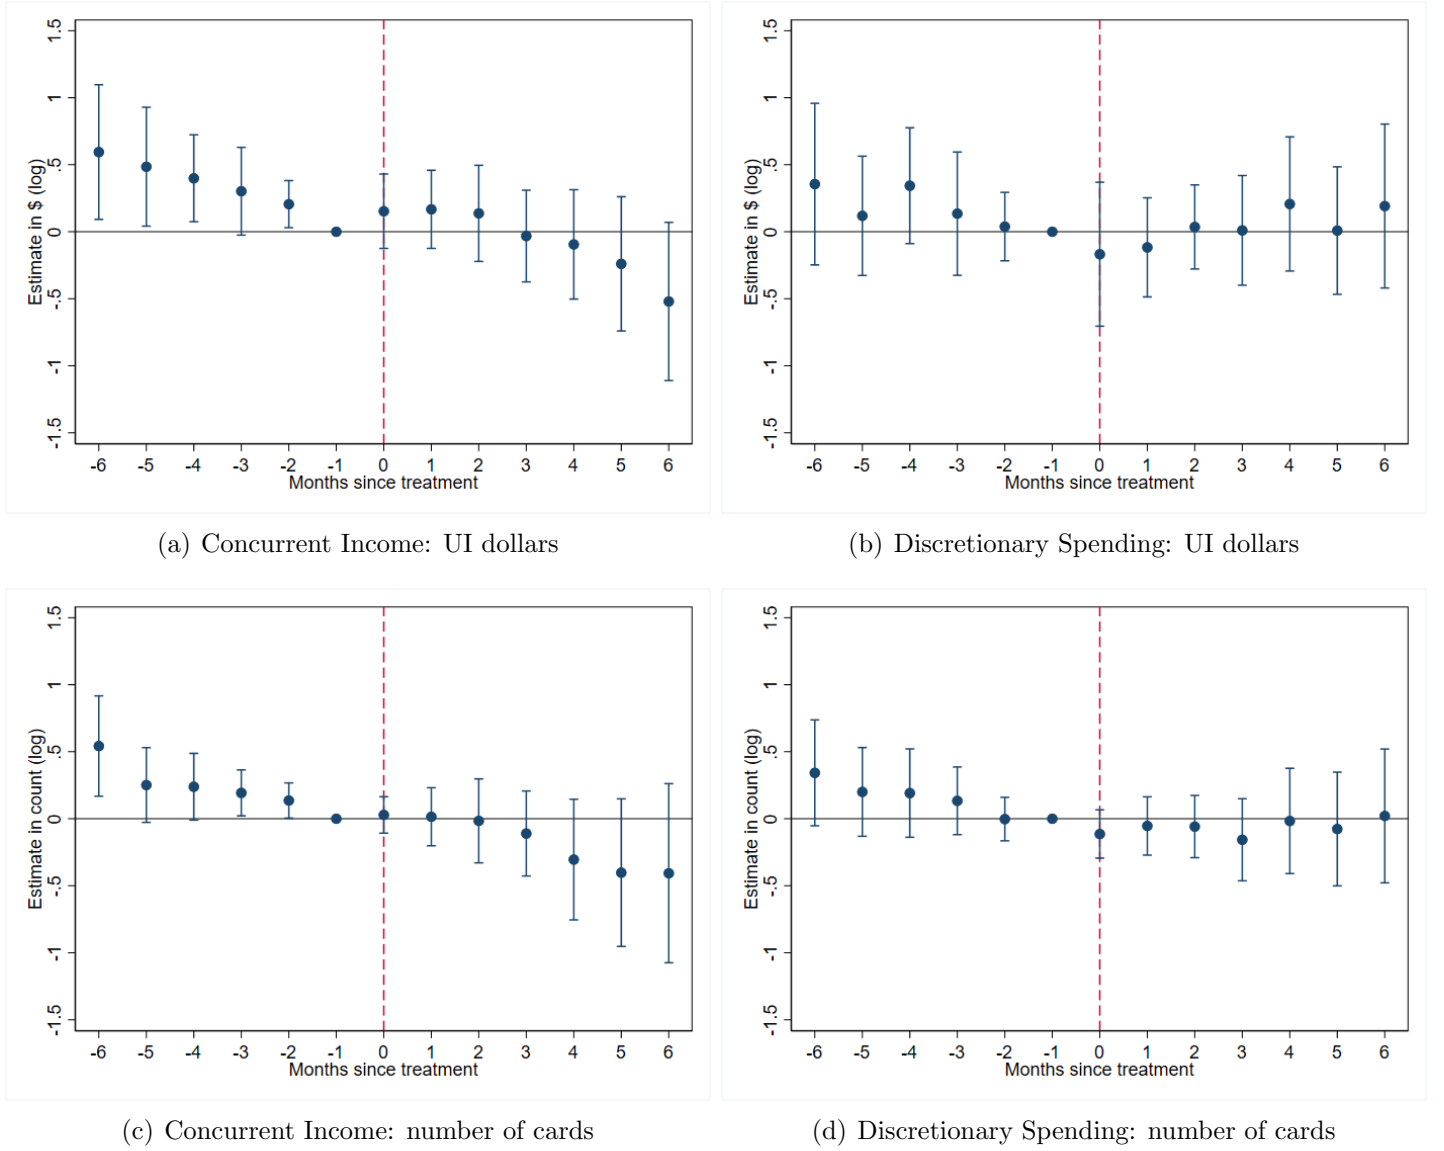 1.5
1
.5
0
-.5
-1
-1.5
Estimate in $ (log)
-6 -5 -4 -3 -2 -1 0 1 2 3 4 5 6
Months since treatment
(a) Concurrent Income: UI dollars
1.5
1
.5
0
-.5
-1
-1.5
Estimate in $ (log)
-6 -5 -4 -3 -2 -1 0 1 2 3 4 5 6
Months since treatment
(b) Discretionary Spending: UI dollars
1.5
1
.5
0
-.5
-1
-1.5
Estimate in count (log)
-6 -5 -4 -3 -2 -1 0 1 2 3 4 5 6
Months since treatment
(c) Concurrent Income: number of cards
1.5
1
.5
0
-.5
-1
-1.5
Estimate in count (log)
-6 -5 -4 -3 -2 -1 0 1 2 3 4 5 6
Months since treatment
(d) Discretionary Spending: number of cards